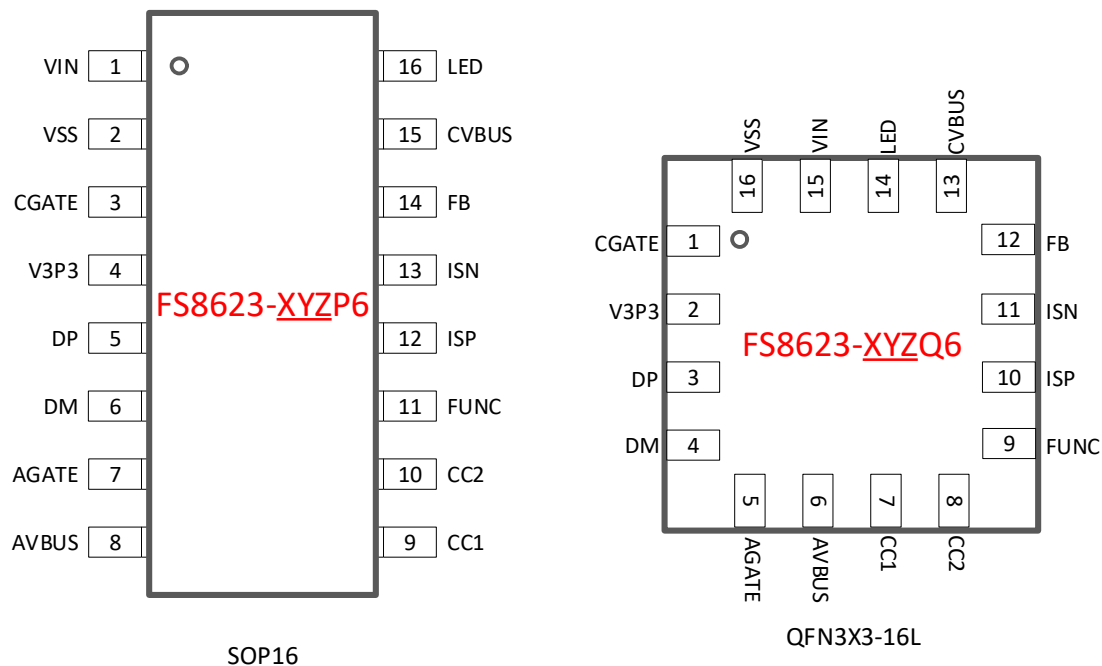 VIN 1 16 LED
VSS 2 15 CVBUS
CGATE 3 14 FB
V3P3 4 13 ISN
FS8623-XYZP6
DP 5 12 ISP
DM 6 11 FUNC
AGATE 7 10 CC2
AVBUS 8 9 CC1
SOP16
VSS VIN LED CVBUS
16 15 14 13
CGATE 1 12 FB
V3P3 2 11 ISN
FS8623-XYZQ6
DP 3 10 ISP
DM 4 9 FUNC
5 6 7 8
AGATE AVBUS CC1 CC2
QFN3X3-16L